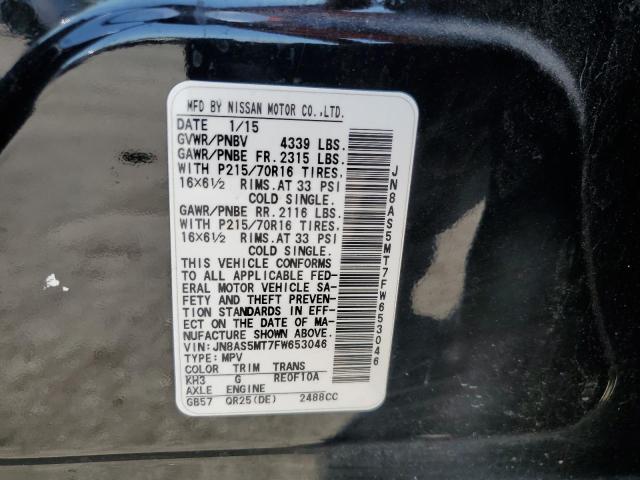 MFD BY NISSAN MOTOR CO.,LTD.
DATE 1/15
GVWR/PNBV 4339 LBS.
GAWR/PNBE FR. 2315 LBS.
WITH P215/70R16 TIRES,
16X6½ RIMS.AT 33 PSI
COLD SINGLE.
GAWR/PNBE RR. 2116 LBS.
WITH P215/70R16 TIRES,
16X6½ RIMS.AT 33 PSI
COLD SINGLE.
THIS VEHICLE CONFORMS
TO ALL APPLICABLE FED-
ERAL MOTOR VEHICLE SA-
FETY AND THEFT PREVEN-
TION STANDARDS IN EFF-
ECT ON THE DATE OF MA-
NUFACTURE SHOWN ABOVE.
VIN:JN8AS5MT7FW653046
TYPE: MPV
COLOR TRIM TRANS
KH3 G RE0F10A
AXLE ENGINE
GB57 QR25(DE) 2488CC
JN8AS5MT7FW653046